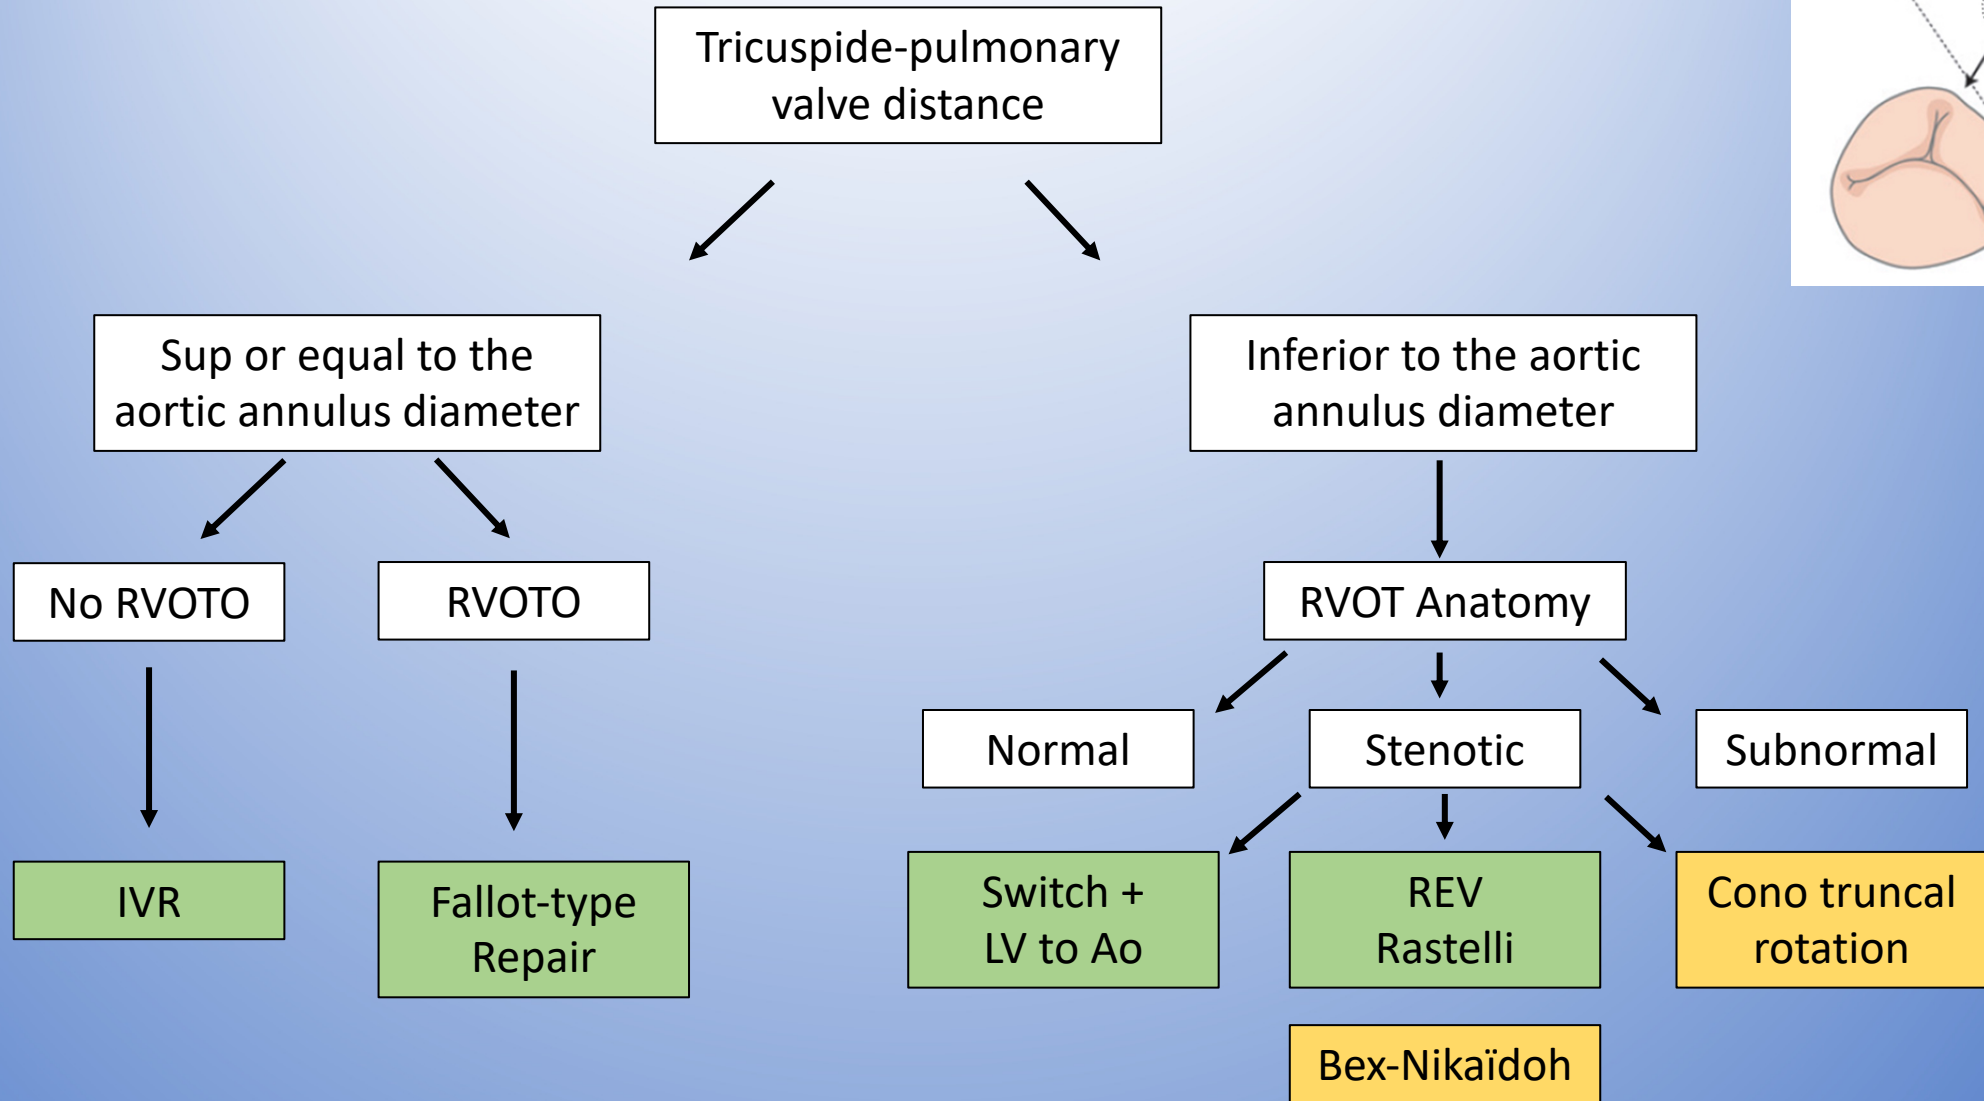 Tricuspide-pulmonary
valve distance
Sup or equal to the
aortic annulus diameter
Inferior to the aortic
annulus diameter
No RVOTO
RVOTO
RVOT Anatomy
Normal
Stenotic
Subnormal
IVR
Fallot-type
Repair
Switch +
LV to Ao
REV
Rastelli
Cono truncal
rotation
Bex-Nikaïdoh